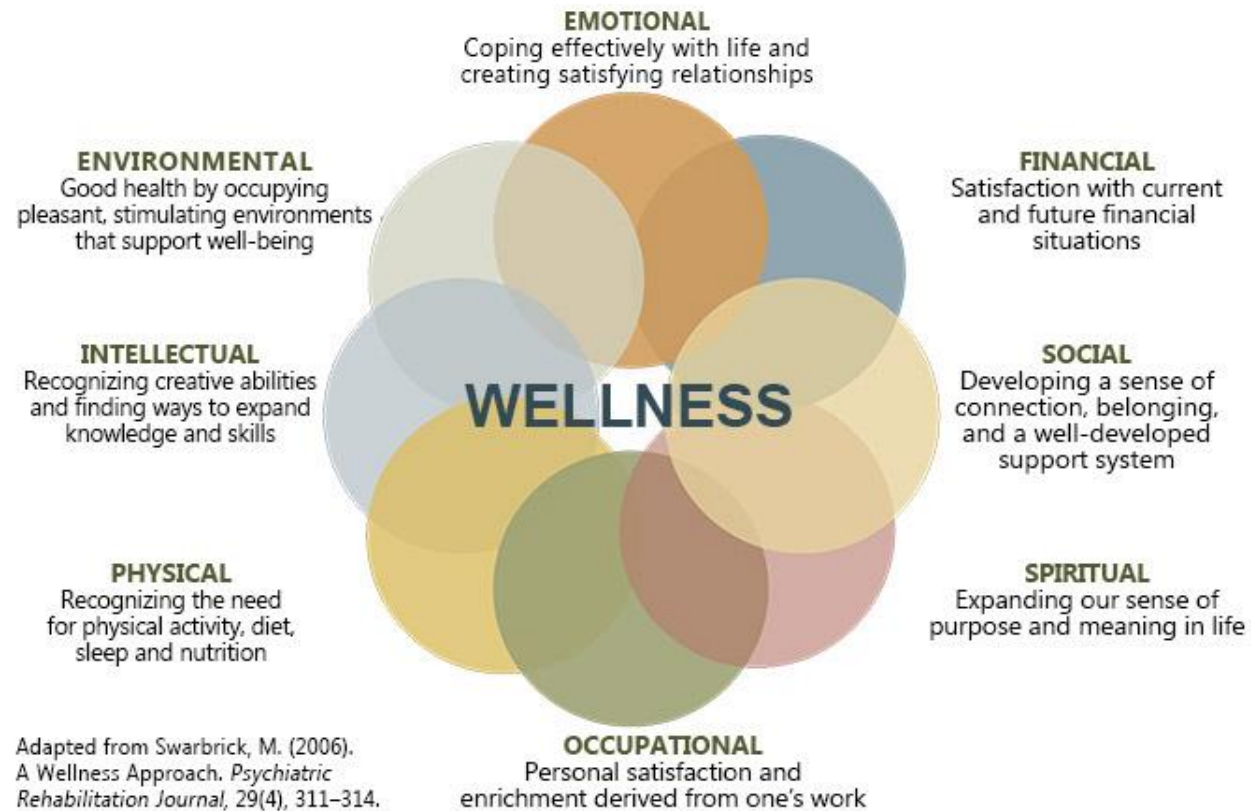 EMOTIONAL
Coping effectively with life and
creating satisfying relationships
ENVIRONMENTAL
Good health by occupying
pleasant, stimulating environments
that support well-being
FINANCIAL
Satisfaction with current
and future financial
situations
INTELLECTUAL
Recognizing creative abilities
and finding ways to expand
knowledge and skills
WELLNESS
SOCIAL
Developing a sense of
connection, belonging,
and a well-developed
support system
PHYSICAL
Recognizing the need
for physical activity, diet,
sleep and nutrition
SPIRITUAL
Expanding our sense of
purpose and meaning in life
OCCUPATIONAL
Personal satisfaction and
enrichment derived from one's work
Adapted from Swarbrick, M. (2006).
A Wellness Approach. Psychiatric
Rehabilitation Journal, 29(4), 311–314.